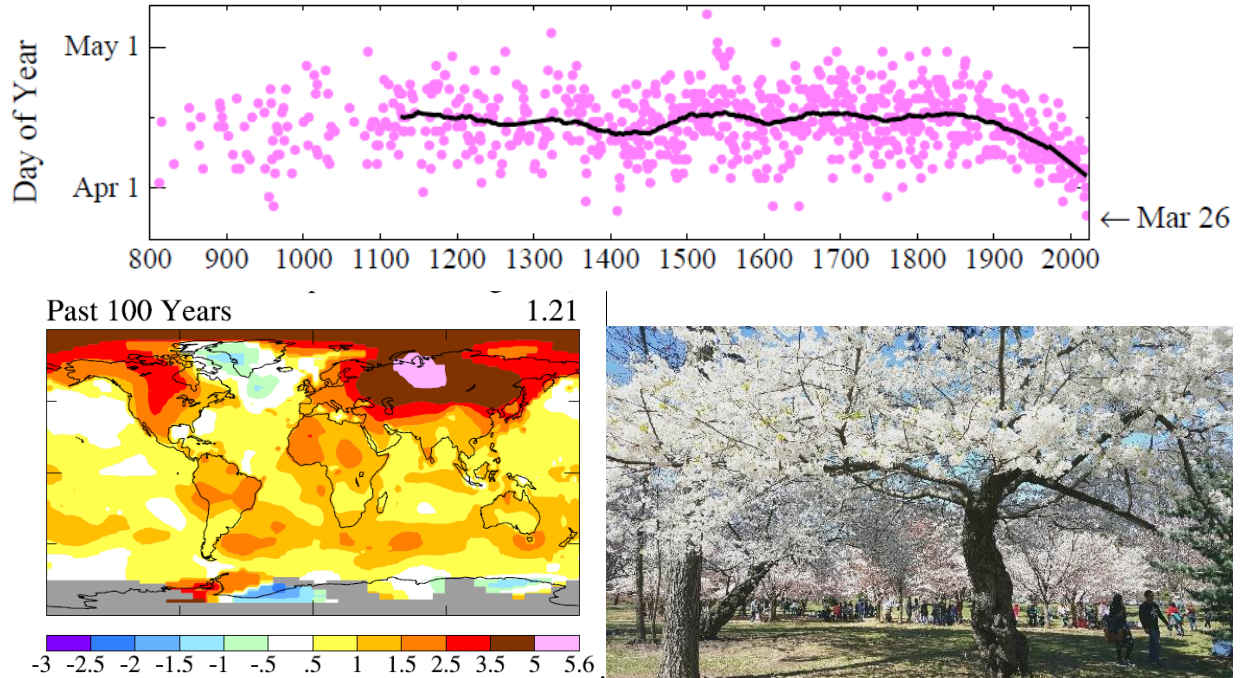 May 1
Apr 1
Day of Year
← Mar 26
800 900 1000 1100 1200 1300 1400 1500 1600 1700 1800 1900 2000
Past 100 Years 1.21
-3 -2.5 -2 -1.5 -1 -.5 .5 1 1.5 2.5 3.5 5 5.6